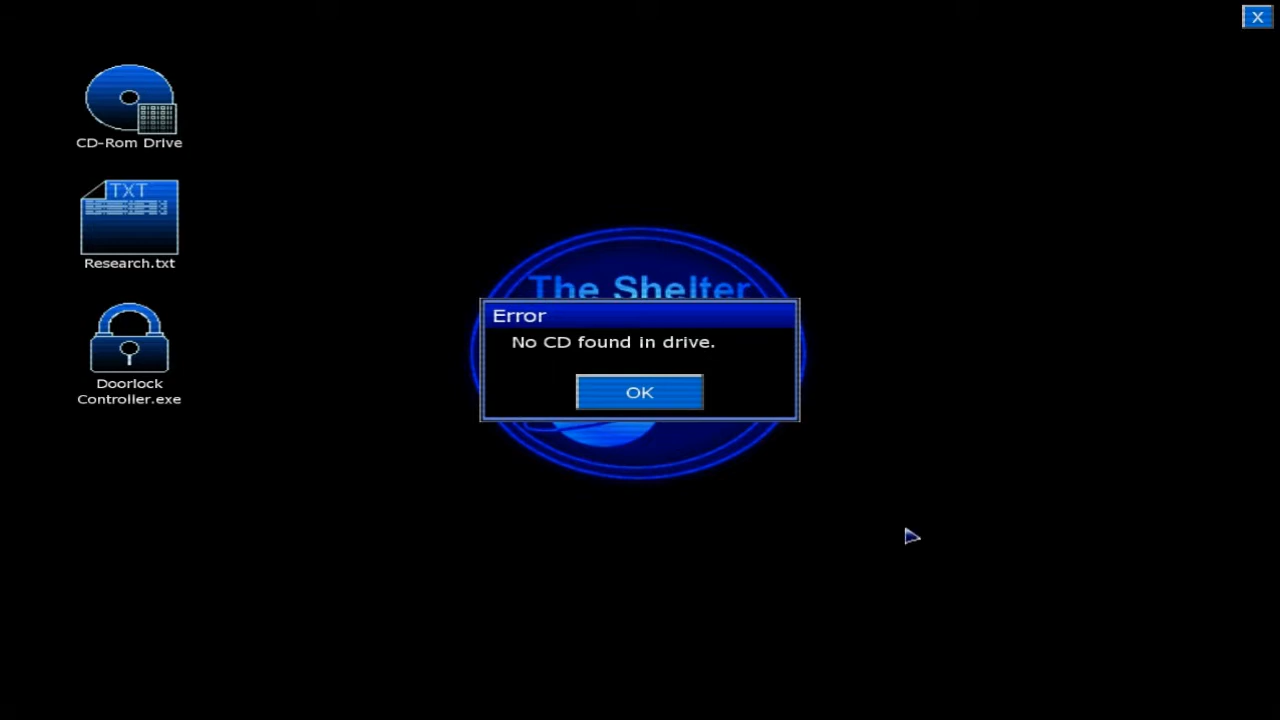 X
CD-Rom Drive
TXT
Research.txt
Doorlock
Controller.exe
The Shelter
Error
No CD found in drive.
OK